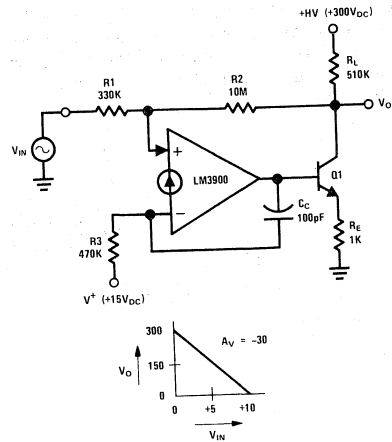 +HV (+300VDC)
RL
510K
R1
330K
R2
10M
VO
VIN
+
LM3900
−
Q1
CC
100pF
R3
470K
RE
1K
V+ (+15VDC)
300
AV = −30
VO
150
0
0
+5
+10
VIN